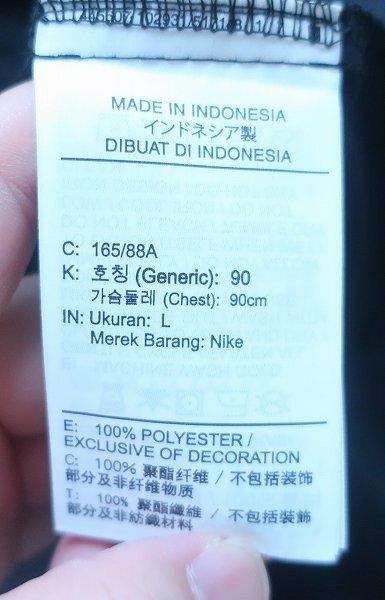 MADE IN INDONESIA
インドネシア製
DIBUAT DI INDONESIA
C: 165/88A
K: 호칭 (Generic): 90
가슴둘레 (Chest): 90cm
IN: Ukuran: L
Merek Barang: Nike
E: 100% POLYESTER /
EXCLUSIVE OF DECORATION
C: 100% 聚酯纤维 / 不包括装饰
部分及非纤维物质
T: 100% 聚酯纖維 / 不包括裝飾
部分及非紡織材料